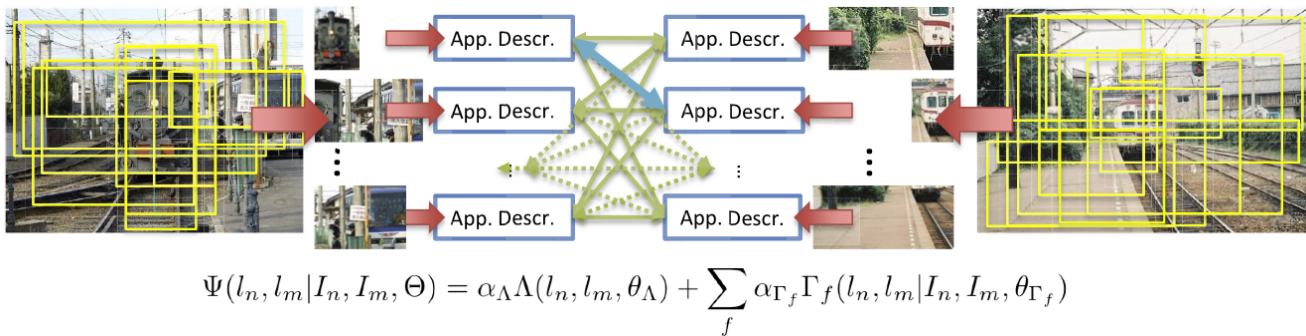 App. Descr. App. Descr.
App. Descr. App. Descr.
... ...
App. Descr. App. Descr.
Ψ(l_n, l_m|I_n, I_m, Θ) = α_Λ Λ(l_n, l_m, θ_Λ) + ∑_f α_{Γ_f} Γ_f(l_n, l_m|I_n, I_m, θ_{Γ_f})